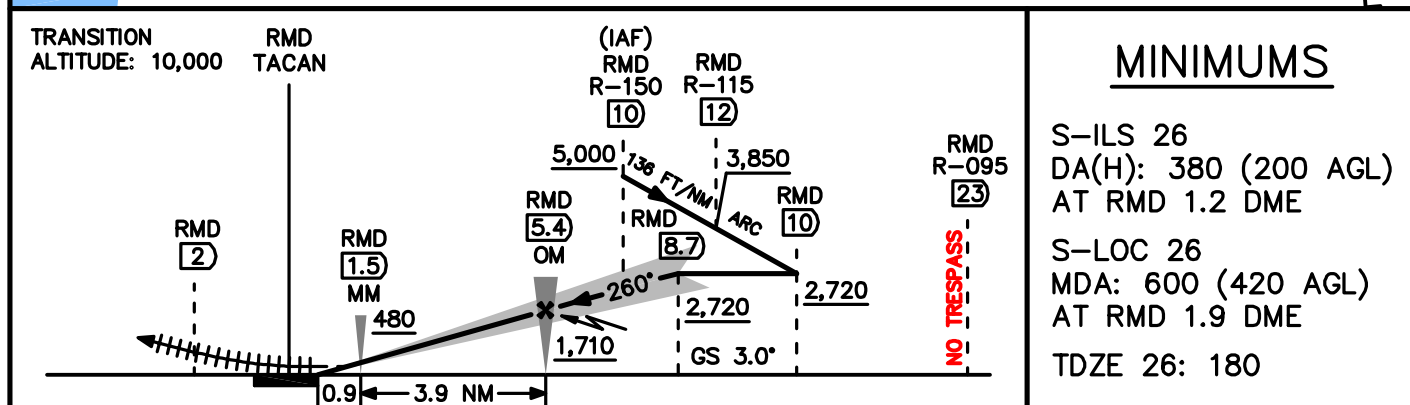 TRANSITION
ALTITUDE: 10,000
RMD
TACAN
(IAF)
RMD
R-150
10
RMD
R-115
12
5,000
136 FT/NM
ARC
3,850
RMD
R-095
23
NO TRESPASS
RMD
10
RMD
5.4
OM
RMD
8.7
RMD
2
RMD
1.5
MM
480
260°
2,720
2,720
1,710
GS 3.0°
0.9
3.9 NM
MINIMUMS
S-ILS 26
DA(H): 380 (200 AGL)
AT RMD 1.2 DME
S-LOC 26
MDA: 600 (420 AGL)
AT RMD 1.9 DME
TDZE 26: 180